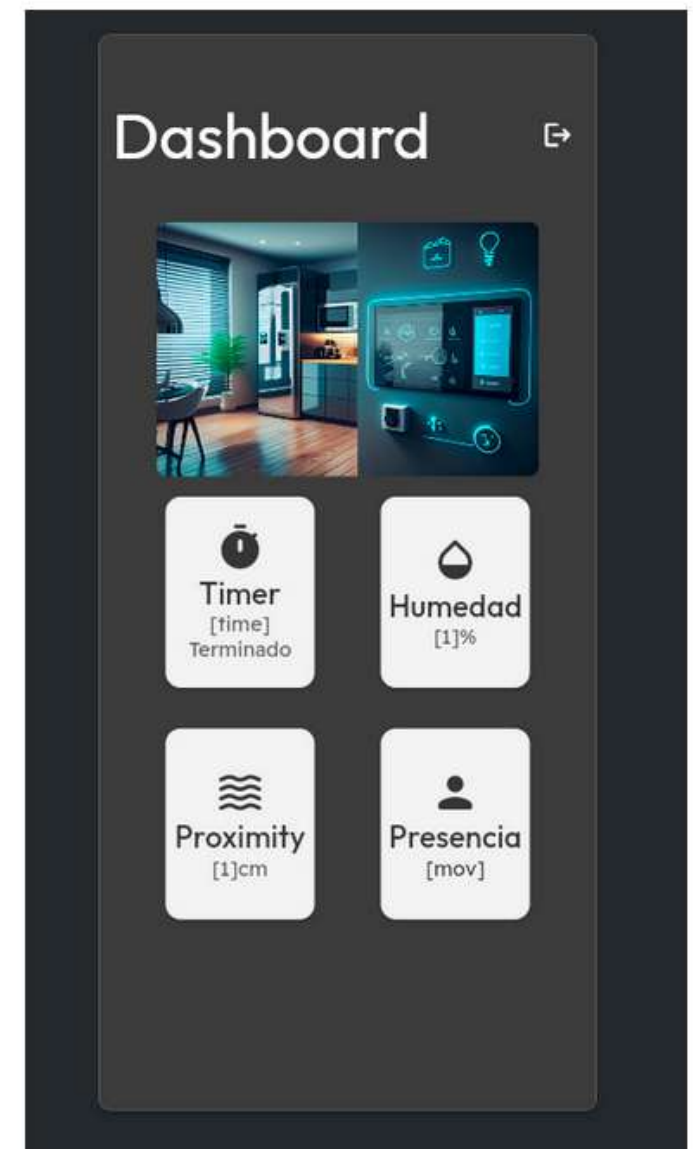 Dashboard
Timer
[time]
Terminado
Humedad
[1]%
Proximity
[1]cm
Presencia
[mov]